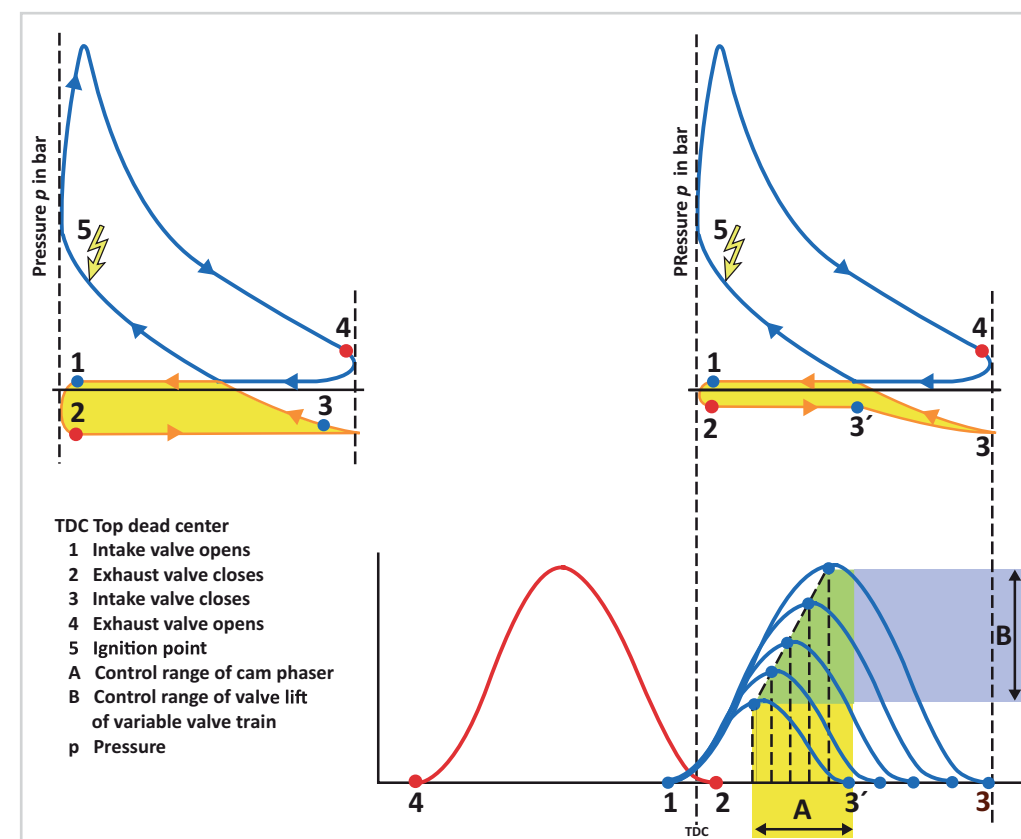 Pressure p in bar
5
4
1
2
3
PRessure p in bar
5
4
1
2
3´
3
TDC Top dead center
1 Intake valve opens
2 Exhaust valve closes
3 Intake valve closes
4 Exhaust valve opens
5 Ignition point
A Control range of cam phaser
B Control range of valve lift
of variable valve train
p Pressure
B
4
1
2
A
3´
3
TDC